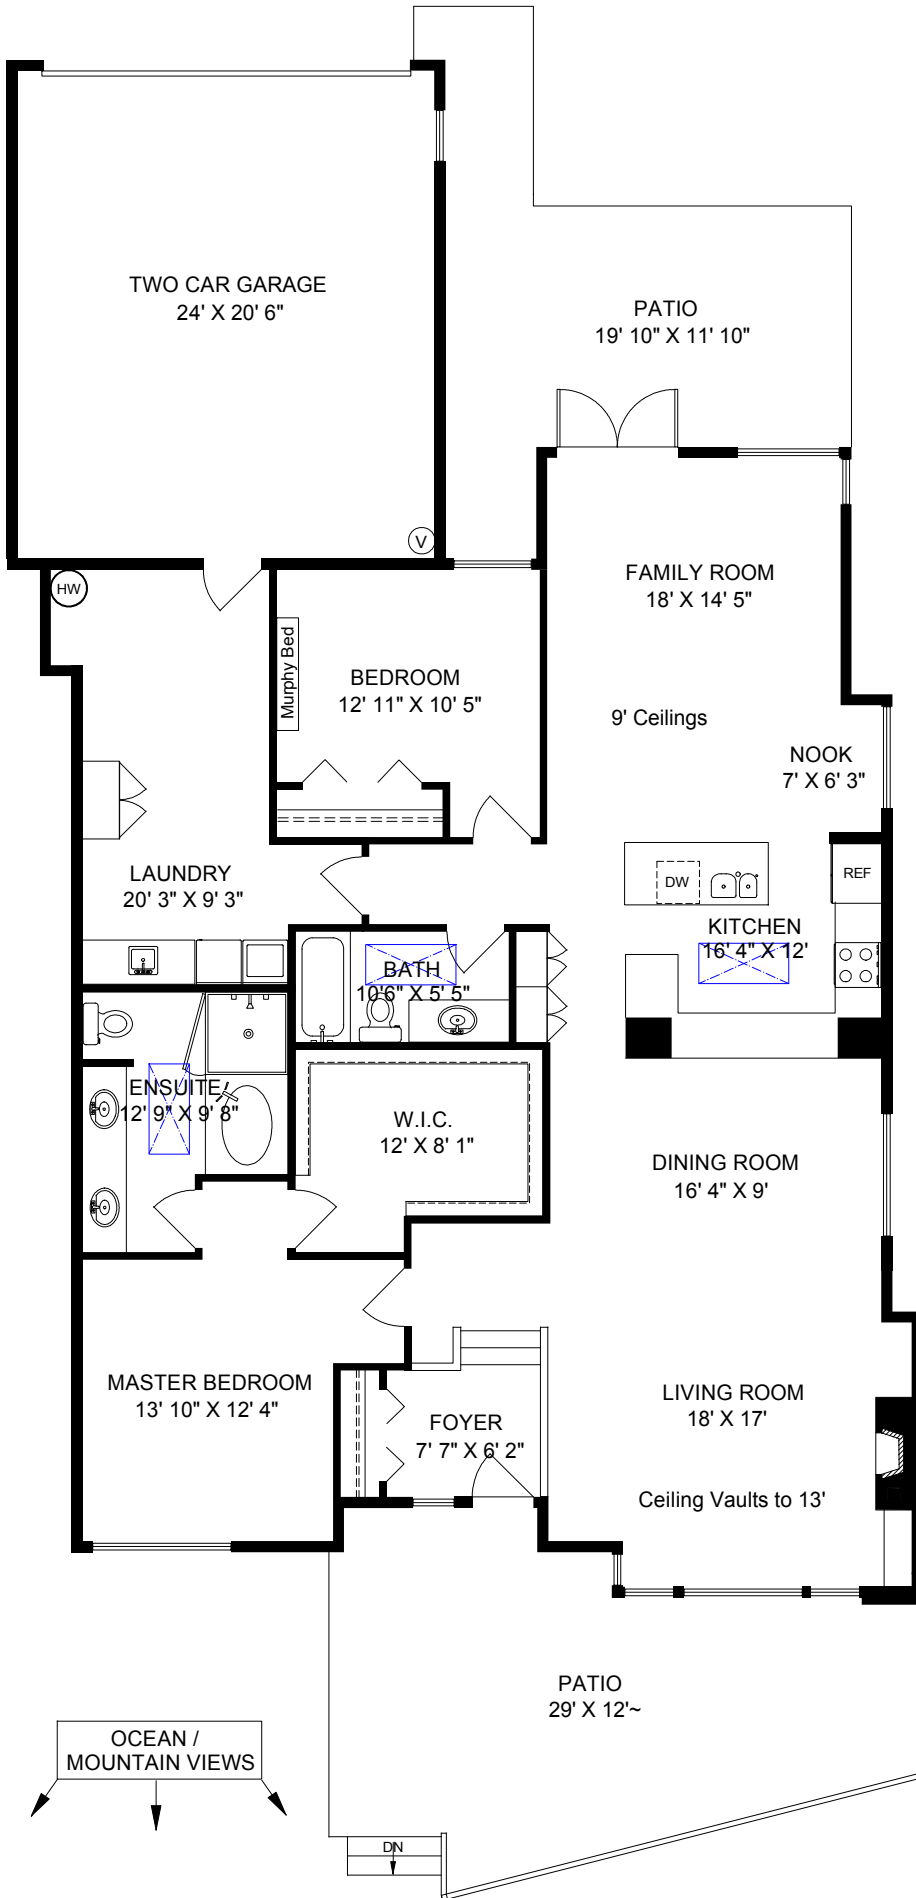 TWO CAR GARAGE
24' X 20' 6"
PATIO
19' 10" X 11' 10"
V
HW
FAMILY ROOM
18' X 14' 5"
Murphy Bed
BEDROOM
12' 11" X 10' 5"
9' Ceilings
NOOK
7' X 6' 3"
LAUNDRY
20' 3" X 9' 3"
DW
REF
KITCHEN
16' 4" X 12'
BATH
10'6" X 5' 5"
ENSUITE
12' 9" X 9' 8"
W.I.C.
12' X 8' 1"
DINING ROOM
16' 4" X 9'
MASTER BEDROOM
13' 10" X 12' 4"
FOYER
7' 7" X 6' 2"
LIVING ROOM
18' X 17'
Ceiling Vaults to 13'
PATIO
29' X 12'~
OCEAN /
MOUNTAIN VIEWS
DN